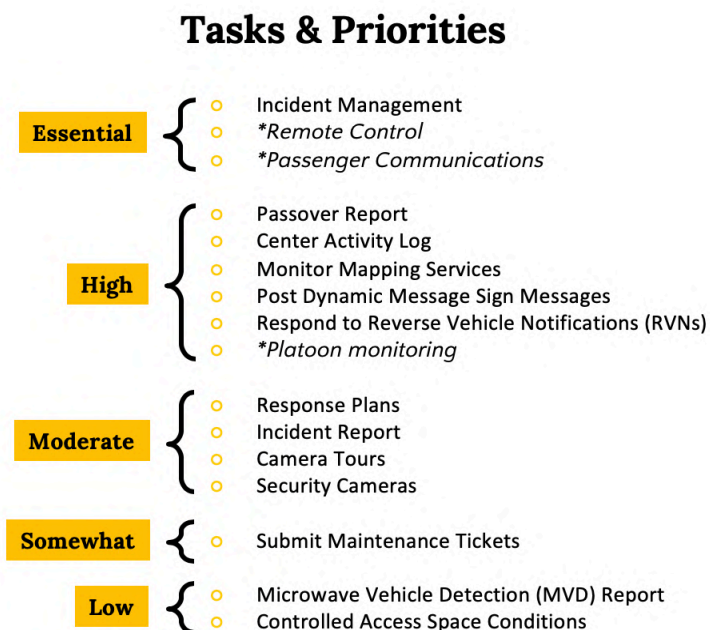 Tasks & Priorities
Essential
Incident Management
*Remote Control
*Passenger Communications
High
Passover Report
Center Activity Log
Monitor Mapping Services
Post Dynamic Message Sign Messages
Respond to Reverse Vehicle Notifications (RVNs)
*Platoon monitoring
Moderate
Response Plans
Incident Report
Camera Tours
Security Cameras
Somewhat
Submit Maintenance Tickets
Low
Microwave Vehicle Detection (MVD) Report
Controlled Access Space Conditions